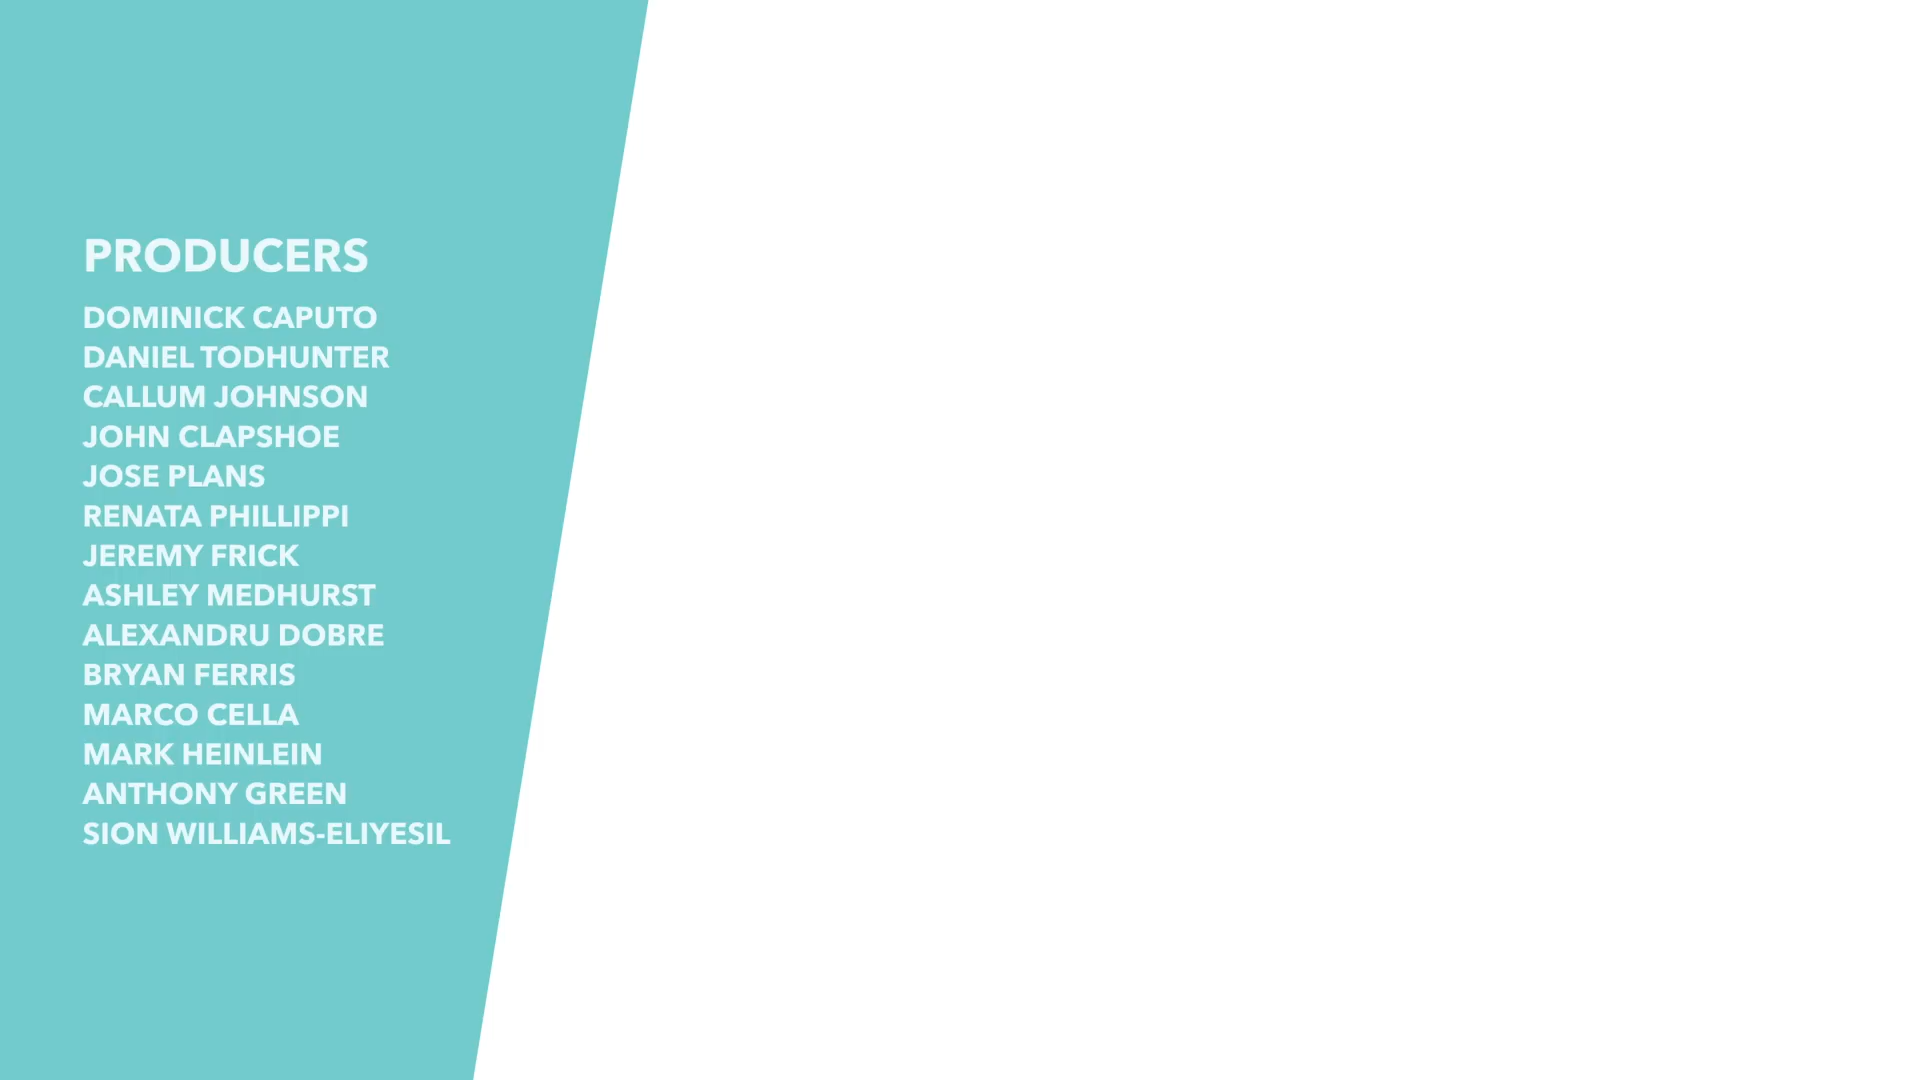 PRODUCERS
DOMINICK CAPUTO
DANIEL TODHUNTER
CALLUM JOHNSON
JOHN CLAPSHOE
JOSE PLANS
RENATA PHILLIPPI
JEREMY FRICK
ASHLEY MEDHURST
ALEXANDRU DOBRE
BRYAN FERRIS
MARCO CELLA
MARK HEINLEIN
ANTHONY GREEN
SION WILLIAMS-ELIYESIL